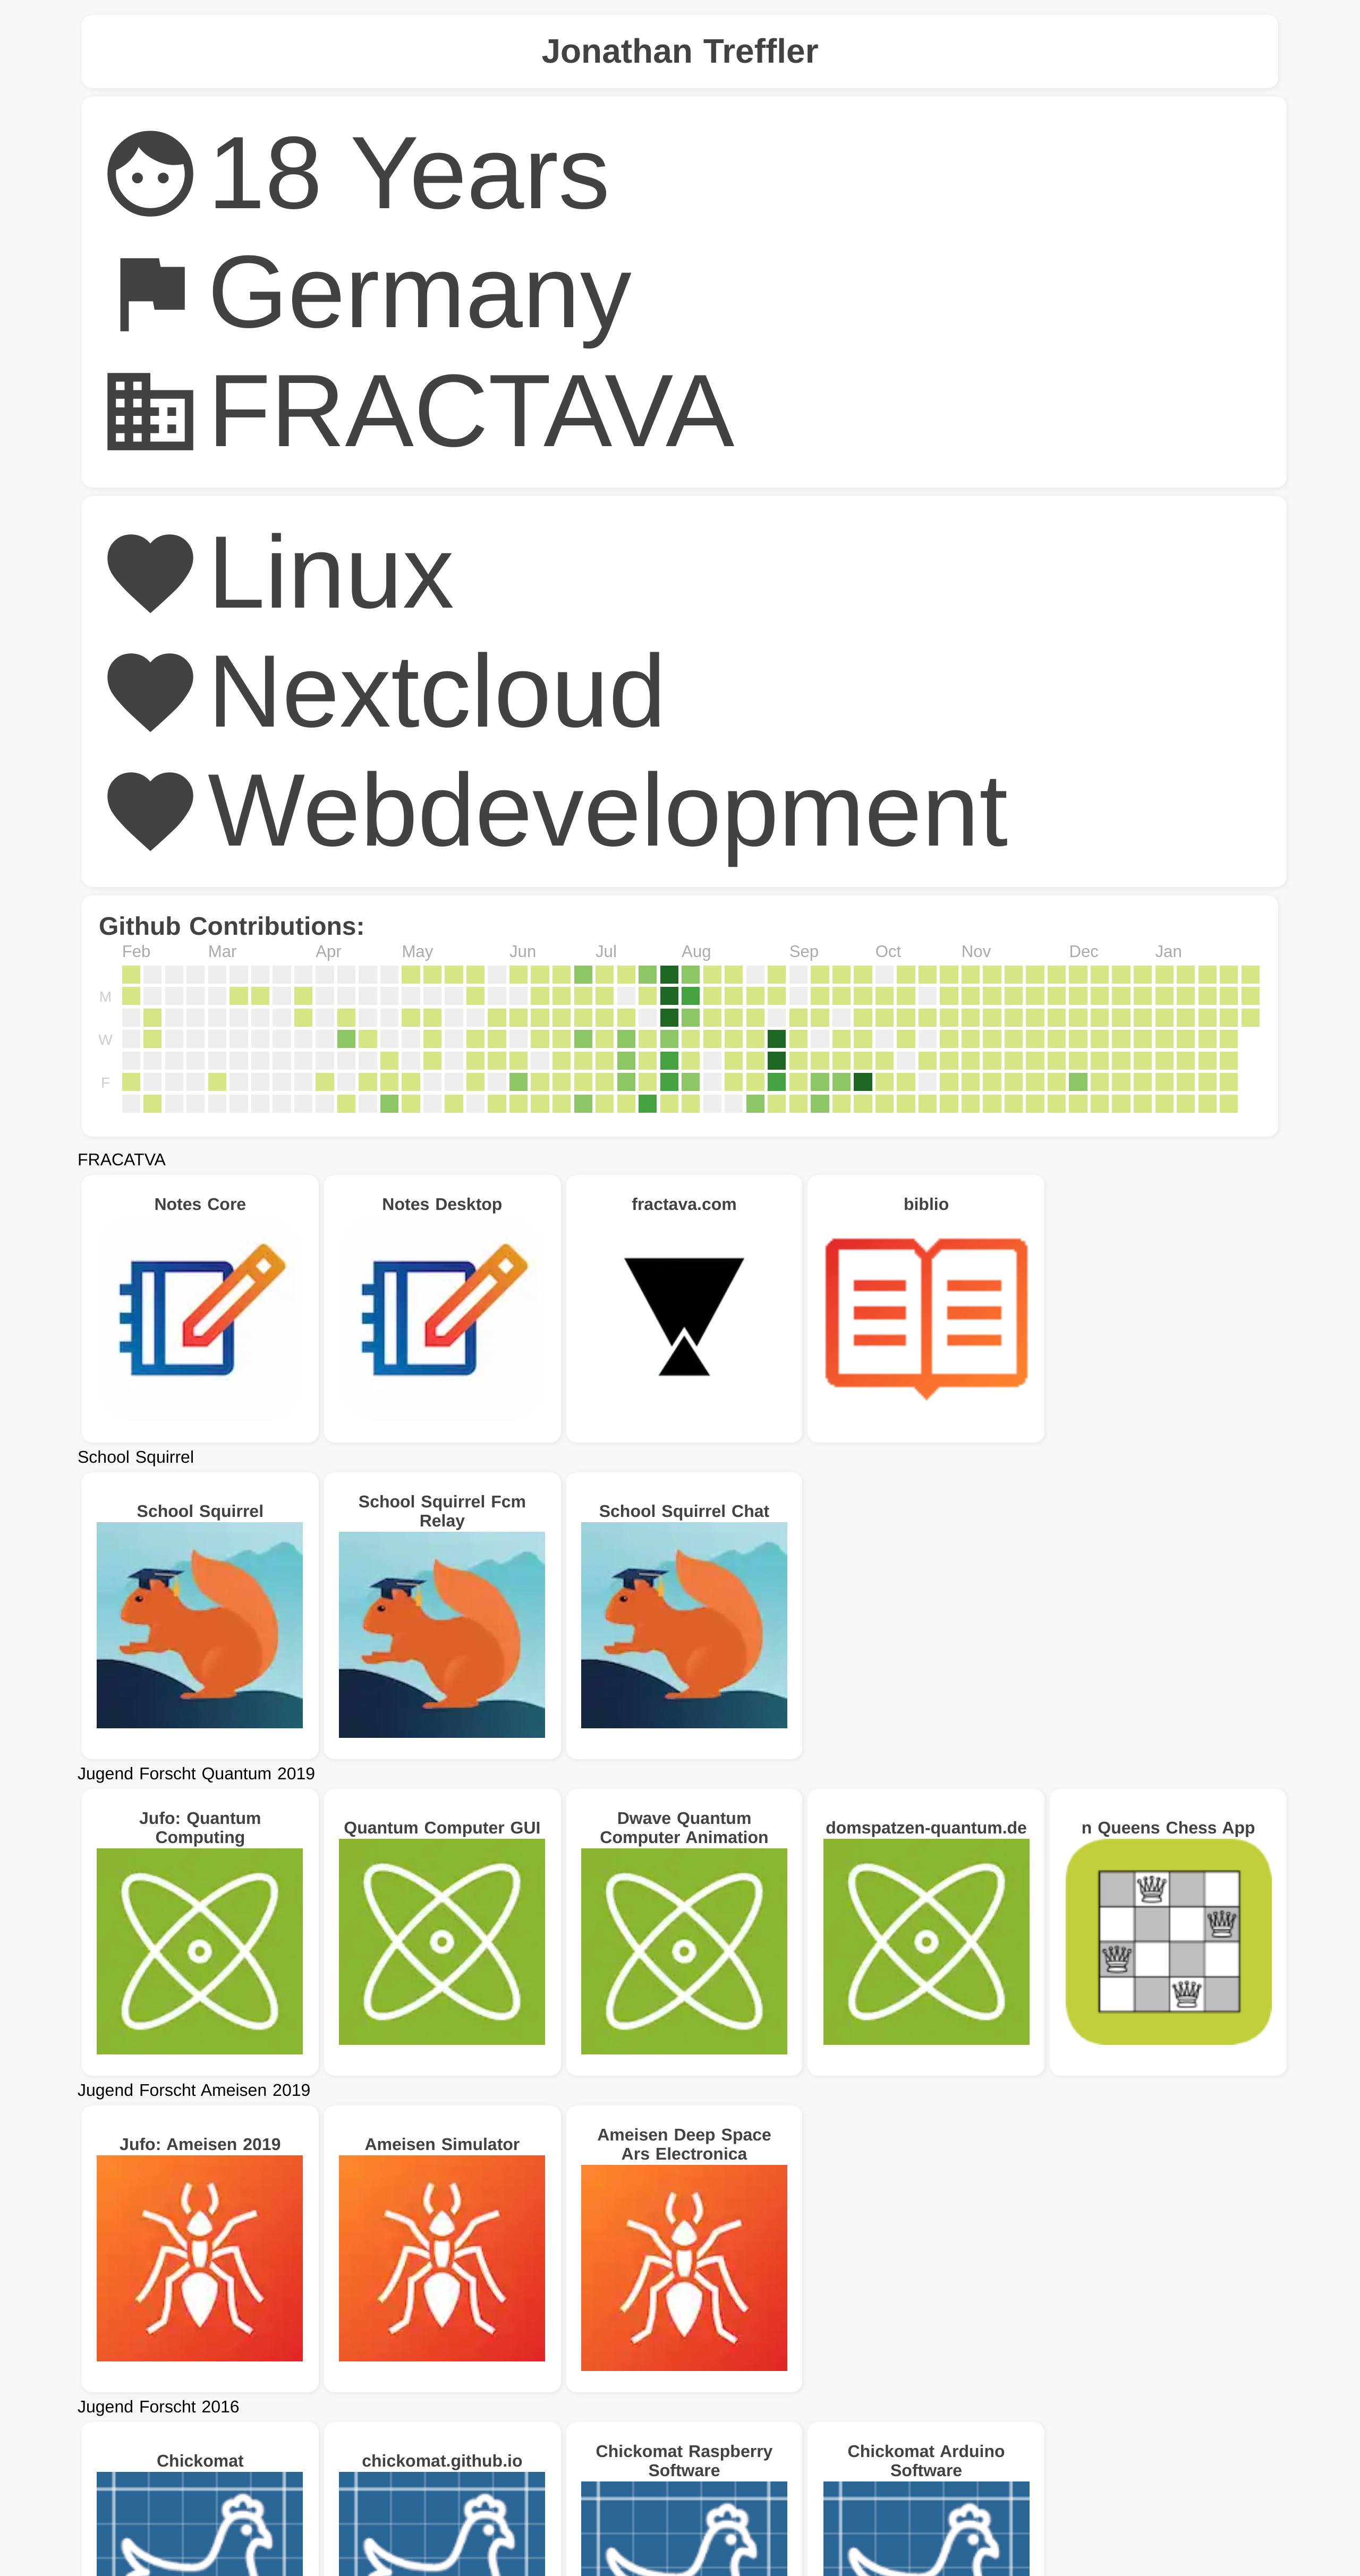 Jonathan Treffler
18 Years
Germany
FRACTAVA
Linux
Nextcloud
Webdevelopment
Github Contributions:
Feb Mar Apr May Jun Jul Aug Sep Oct Nov Dec Jan
M
W
F
FRACATVA
Notes Core
Notes Desktop
fractava.com
biblio
School Squirrel
School Squirrel
School Squirrel Fcm
Relay
School Squirrel Chat
Jugend Forscht Quantum 2019
Jufo: Quantum
Computing
Quantum Computer GUI
Dwave Quantum
Computer Animation
domspatzen-quantum.de
n Queens Chess App
Jugend Forscht Ameisen 2019
Jufo: Ameisen 2019
Ameisen Simulator
Ameisen Deep Space
Ars Electronica
Jugend Forscht 2016
Chickomat
chickomat.github.io
Chickomat Raspberry
Software
Chickomat Arduino
Software